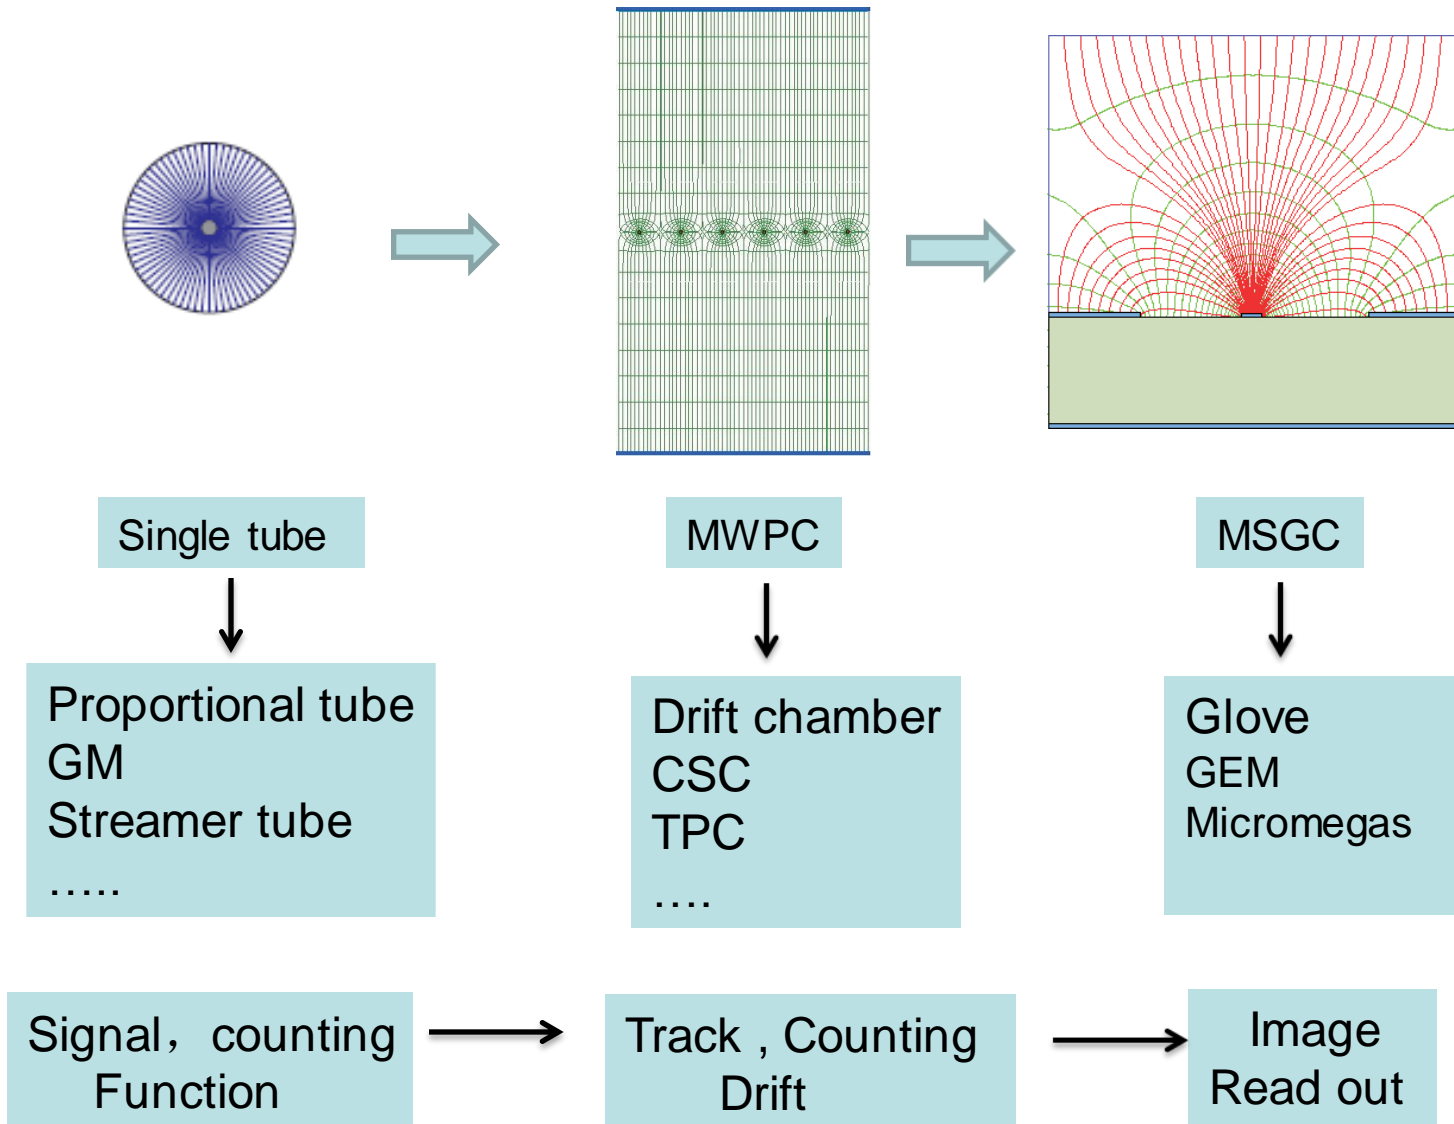 Single tube
MWPC
MSGC
Proportional tube
GM
Streamer tube
…..
Drift chamber
CSC
TPC
….
Glove
GEM
Micromegas
Signal，counting
Function
Track , Counting
Drift
Image
Read out